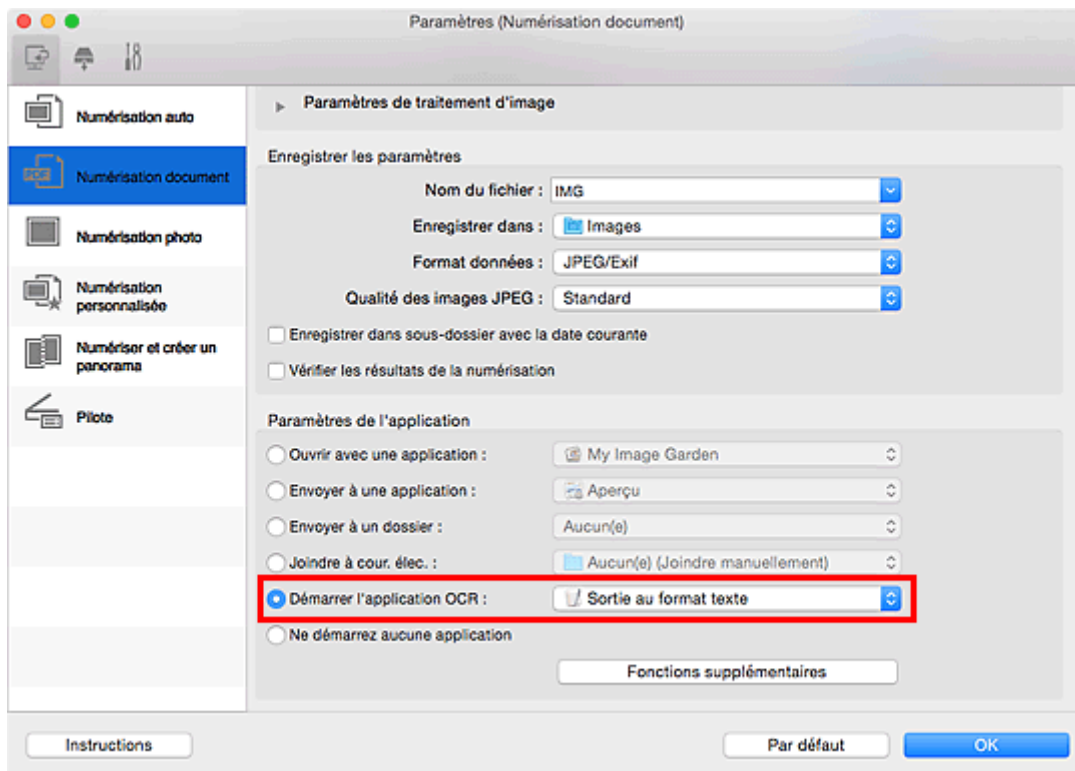 Paramètres (Numérisation document)
Numérisation auto
PDF
Numérisation document
Numérisation photo
Numérisation
personnalisée
Numériser et créer un
panorama
Pilote
Paramètres de traitement d'image
Enregistrer les paramètres
Nom du fichier : IMG
Enregistrer dans : Images
Format données : JPEG/Exif
Qualité des images JPEG : Standard
Enregistrer dans sous-dossier avec la date courante
Vérifier les résultats de la numérisation
Paramètres de l'application
Ouvrir avec une application : My Image Garden
Envoyer à une application : Aperçu
Envoyer à un dossier : Aucun(e)
Joindre à cour. élec. : Aucun(e) (Joindre manuellement)
Démarrer l'application OCR : Sortie au format texte
Ne démarrez aucune application
Fonctions supplémentaires
Instructions
Par défaut
OK